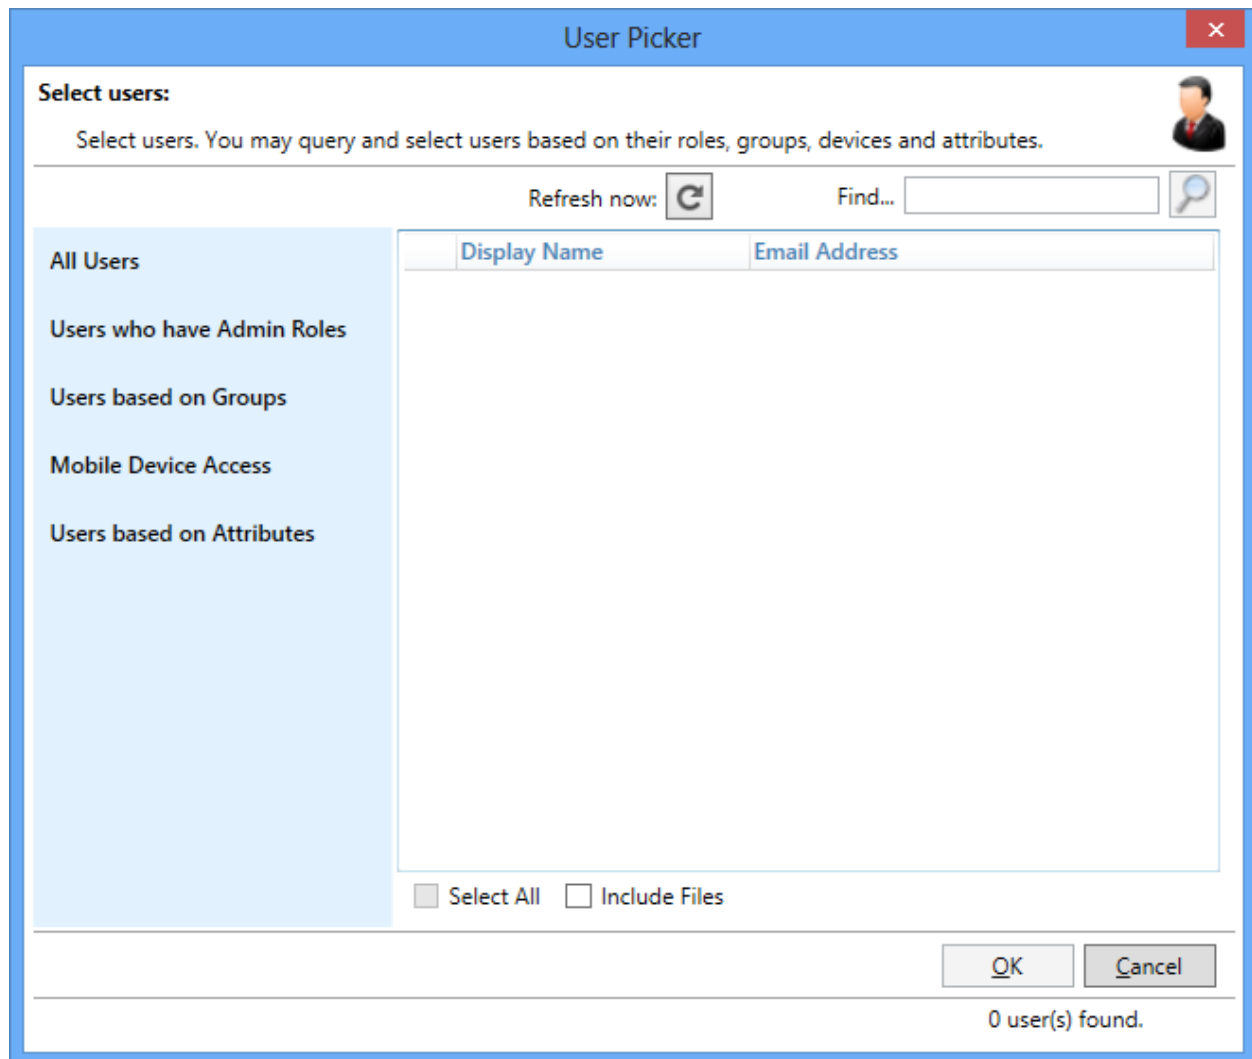 User Picker
Select users:
Select users. You may query and select users based on their roles, groups, devices and attributes.
Refresh now:
Find...
All Users
Users who have Admin Roles
Users based on Groups
Mobile Device Access
Users based on Attributes
Display Name
Email Address
Select All
Include Files
OK
Cancel
0 user(s) found.